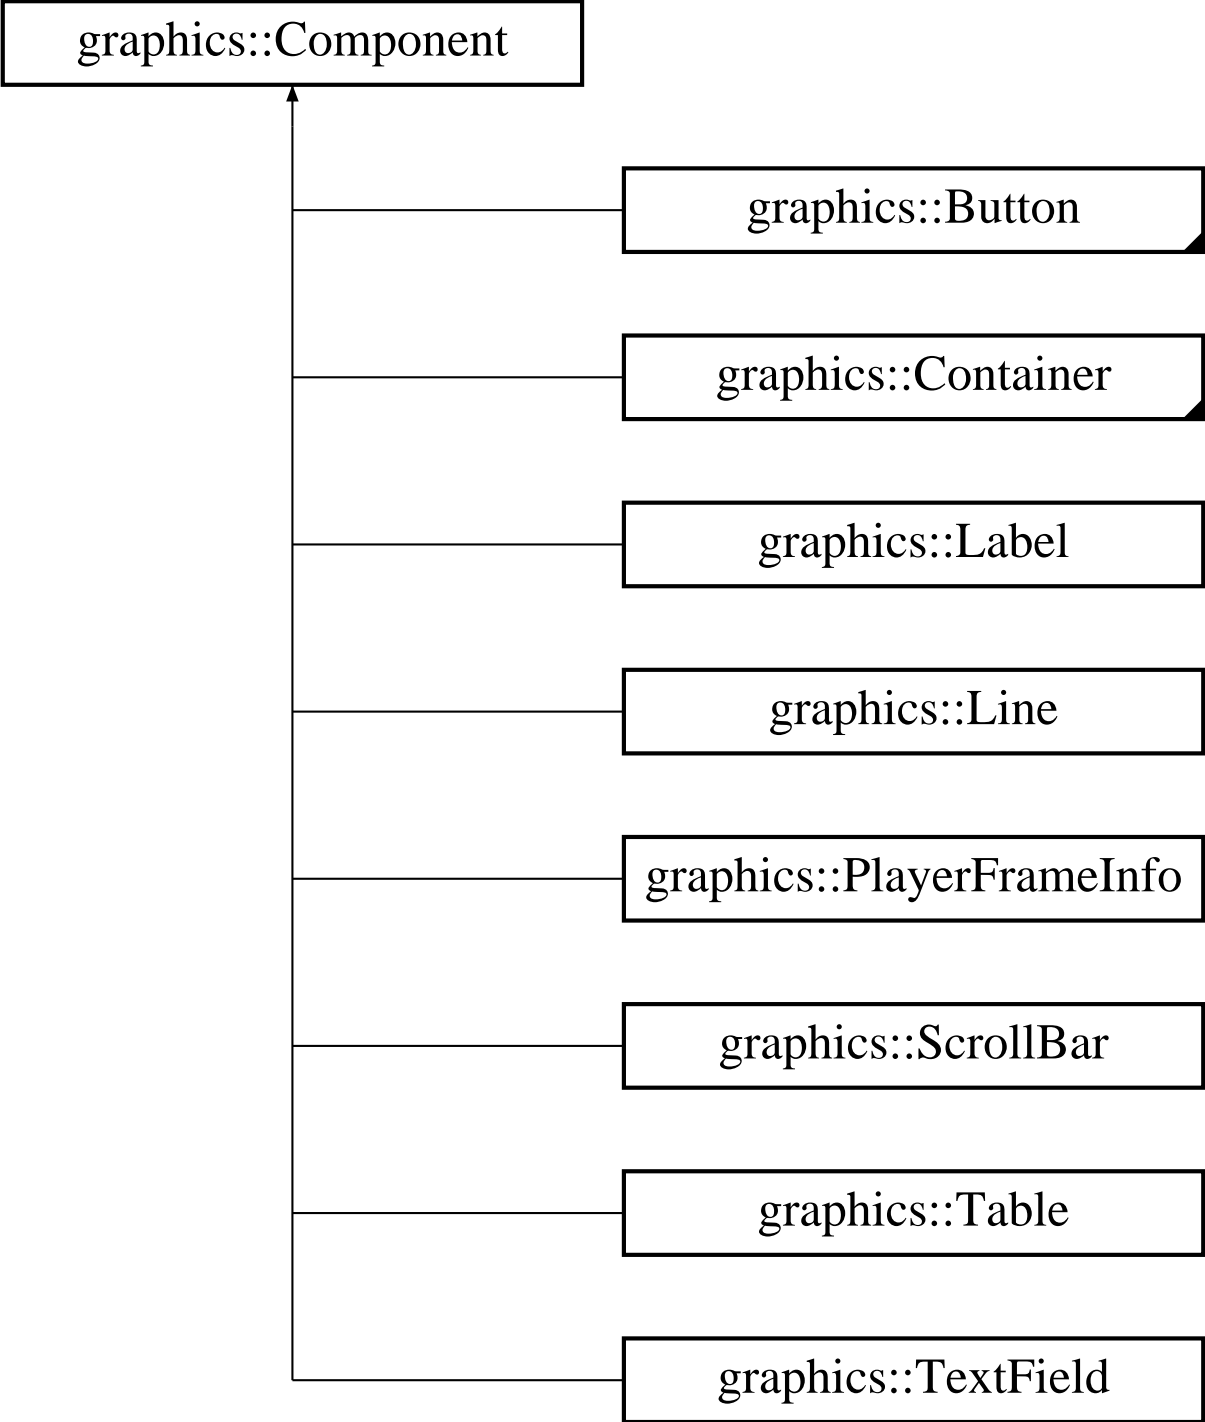 graphics::Component
graphics::Button
graphics::Container
graphics::Label
graphics::Line
graphics::PlayerFrameInfo
graphics::ScrollBar
graphics::Table
graphics::TextField